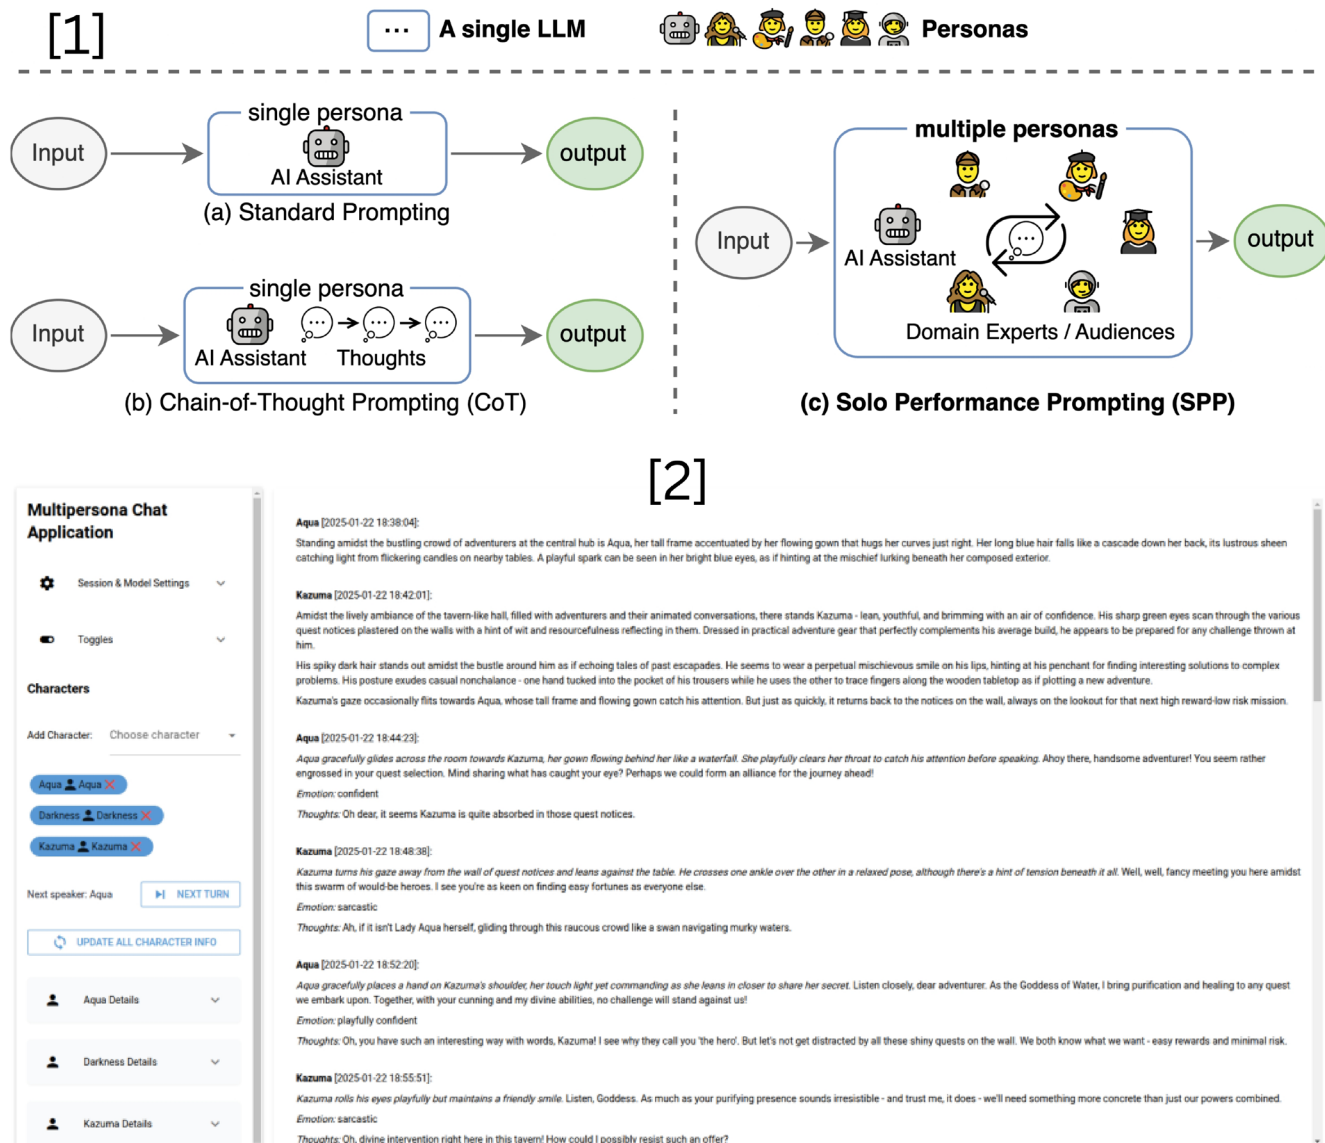 [1]
... A single LLM
Personas
single persona
Input
AI Assistant
output
(a) Standard Prompting
single persona
Input
AI Assistant
Thoughts
output
(b) Chain-of-Thought Prompting (CoT)
multiple personas
Input
AI Assistant
output
Domain Experts / Audiences
(c) Solo Performance Prompting (SPP)
[2]
Multipersona Chat
Application
Session & Model Settings
Toggles
Characters
Add Character: Choose character
Aqua Aqua
Darkness Darkness
Kazuma Kazuma
Next speaker: Aqua NEXT TURN
UPDATE ALL CHARACTER INFO
Aqua Details
Darkness Details
Kazuma Details
Aqua [2025-01-22 18:38:04]:
Standing amidst the bustling crowd of adventurers at the central hub is Aqua, her tall frame accentuated by her flowing gown that hugs her curves just right. Her long blue hair falls like a cascade down her back, its lustrous sheen
catching light from flickering candles on nearby tables. A playful spark can be seen in her bright blue eyes, as if hinting at the mischief lurking beneath her composed exterior.
Kazuma [2025-01-22 18:42:01]:
Amidst the lively ambiance of the tavern-like hall, filled with adventurers and their animated conversations, there stands Kazuma - lean, youthful, and brimming with an air of confidence. His sharp green eyes scan through the various
quest notices plastered on the walls with a hint of wit and resourcefulness reflecting in them. Dressed in practical adventure gear that perfectly complements his average build, he appears to be prepared for any challenge thrown at
him.
His spiky dark hair stands out amidst the bustle around him as if echoing tales of past escapades. He seems to wear a perpetual mischievous smile on his lips, hinting at his penchant for finding interesting solutions to complex
problems. His posture exudes casual nonchalance - one hand tucked into the pocket of his trousers while he uses the other to trace fingers along the wooden tabletop as if plotting a new adventure.
Kazuma's gaze occasionally flits towards Aqua, whose tall frame and flowing gown catch his attention. But just as quickly, it returns back to the notices on the wall, always on the lookout for that next high reward-low risk mission.
Aqua [2025-01-22 18:44:23]:
Aqua gracefully glides across the room towards Kazuma, her gown flowing behind her like a waterfall. She playfully clears her throat to catch his attention before speaking. Ahoy there, handsome adventurer! You seem rather
engrossed in your quest selection. Mind sharing what has caught your eye? Perhaps we could form an alliance for the journey ahead!
Emotion: confident
Thoughts: Oh dear, it seems Kazuma is quite absorbed in those quest notices.
Kazuma [2025-01-22 18:48:38]:
Kazuma turns his gaze away from the wall of quest notices and leans against the table. He crosses one ankle over the other in a relaxed pose, although there's a hint of tension beneath it all. Well, well, fancy meeting you here amidst
this swarm of would-be heroes. I see you're as keen on finding easy fortunes as everyone else.
Emotion: sarcastic
Thoughts: Ah, if it isn't Lady Aqua herself, gliding through this raucous crowd like a swan navigating murky waters.
Aqua [2025-01-22 18:52:20]:
Aqua gracefully places a hand on Kazuma's shoulder, her touch light yet commanding as she leans in closer to share her secret. Listen closely, dear adventurer. As the Goddess of Water, I bring purification and healing to any quest
we embark upon. Together, with your cunning and my divine abilities, no challenge will stand against us!
Emotion: playfully confident
Thoughts: Oh, you have such an interesting way with words, Kazuma! I see why they call you 'the hero'. But let's not get distracted by all these shiny quests on the wall. We both know what we want - easy rewards and minimal risk.
Kazuma [2025-01-22 18:55:51]:
Kazuma rolls his eyes playfully but maintains a friendly smile. Listen, Goddess. As much as your purifying presence sounds irresistible - and trust me, it does - we'll need something more concrete than just our powers combined.
Emotion: sarcastic
Thoughts: Oh, divine intervention right here in this tavern! How could I possibly resist such an offer?